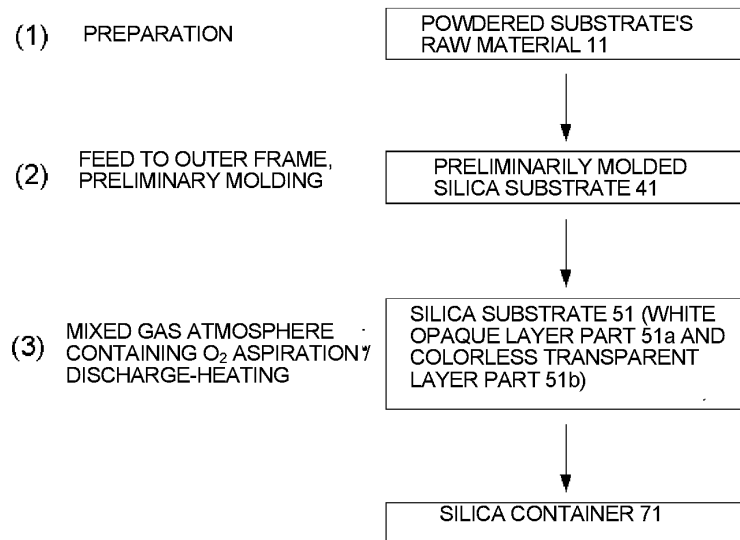 (1) PREPARATION
POWDERED SUBSTRATE'S
RAW MATERIAL 11
(2) FEED TO OUTER FRAME,
PRELIMINARY MOLDING
PRELIMINARILY MOLDED
SILICA SUBSTRATE 41
(3) MIXED GAS ATMOSPHERE
CONTAINING O₂ ASPIRATION/
DISCHARGE-HEATING
SILICA SUBSTRATE 51 (WHITE
OPAQUE LAYER PART 51a AND
COLORLESS TRANSPARENT
LAYER PART 51b)
SILICA CONTAINER 71